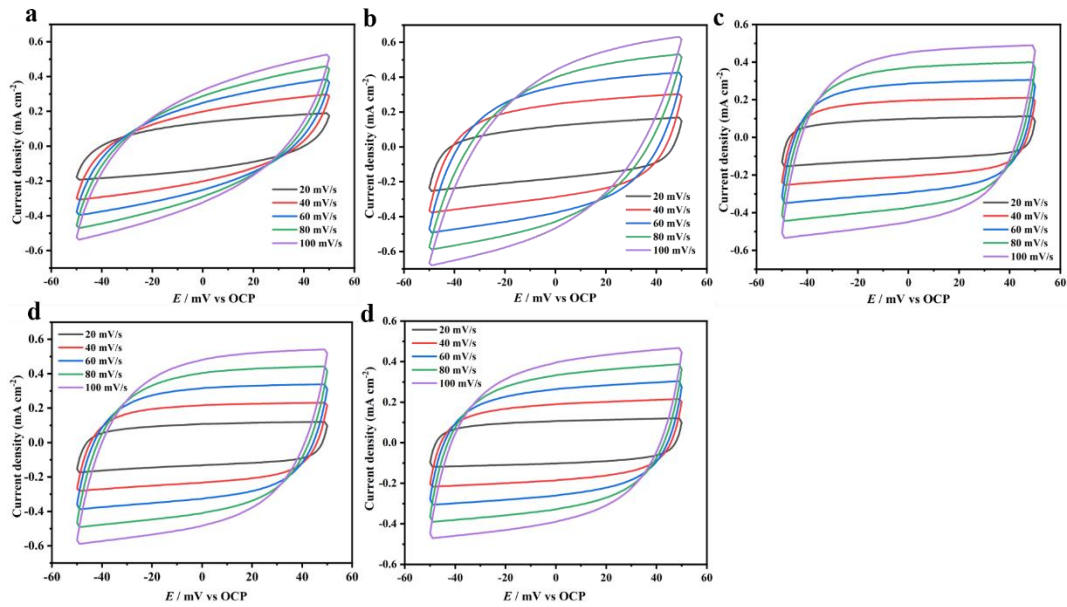 a
0.6
0.4
0.2
0.0
-0.2
-0.4
-0.6
Current density (mA cm-2)
20 mV/s
40 mV/s
60 mV/s
80 mV/s
100 mV/s
-60 -40 -20 0 20 40 60
E / mV vs OCP
b
0.6
0.4
0.2
0.0
-0.2
-0.4
-0.6
Current density (mA cm-2)
20 mV/s
40 mV/s
60 mV/s
80 mV/s
100 mV/s
-60 -40 -20 0 20 40 60
E / mV vs OCP
c
0.6
0.4
0.2
0.0
-0.2
-0.4
-0.6
Current density (mA cm-2)
20 mV/s
40 mV/s
60 mV/s
80 mV/s
100 mV/s
-60 -40 -20 0 20 40 60
E / mV vs OCP
d
0.6
0.4
0.2
0.0
-0.2
-0.4
-0.6
Current density (mA cm-2)
20 mV/s
40 mV/s
60 mV/s
80 mV/s
100 mV/s
-60 -40 -20 0 20 40 60
E / mV vs OCP
d
0.6
0.4
0.2
0.0
-0.2
-0.4
-0.6
Current density (mA cm-2)
20 mV/s
40 mV/s
60 mV/s
80 mV/s
100 mV/s
-60 -40 -20 0 20 40 60
E / mV vs OCP